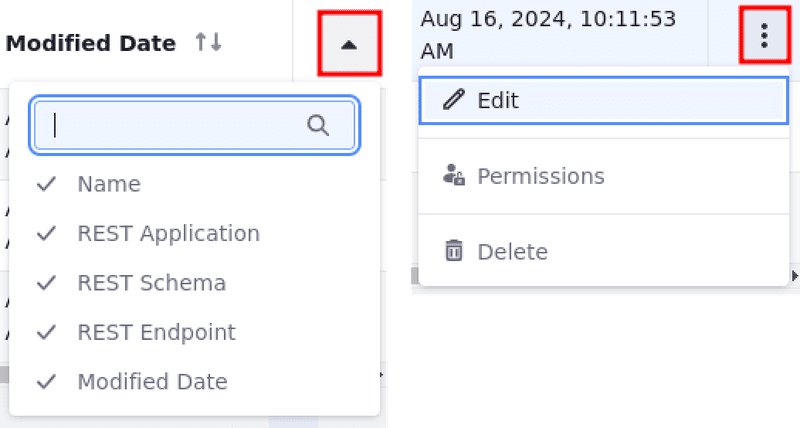 Modified Date
Name
REST Application
REST Schema
REST Endpoint
Modified Date
Aug 16, 2024, 10:11:53
AM
Edit
Permissions
Delete